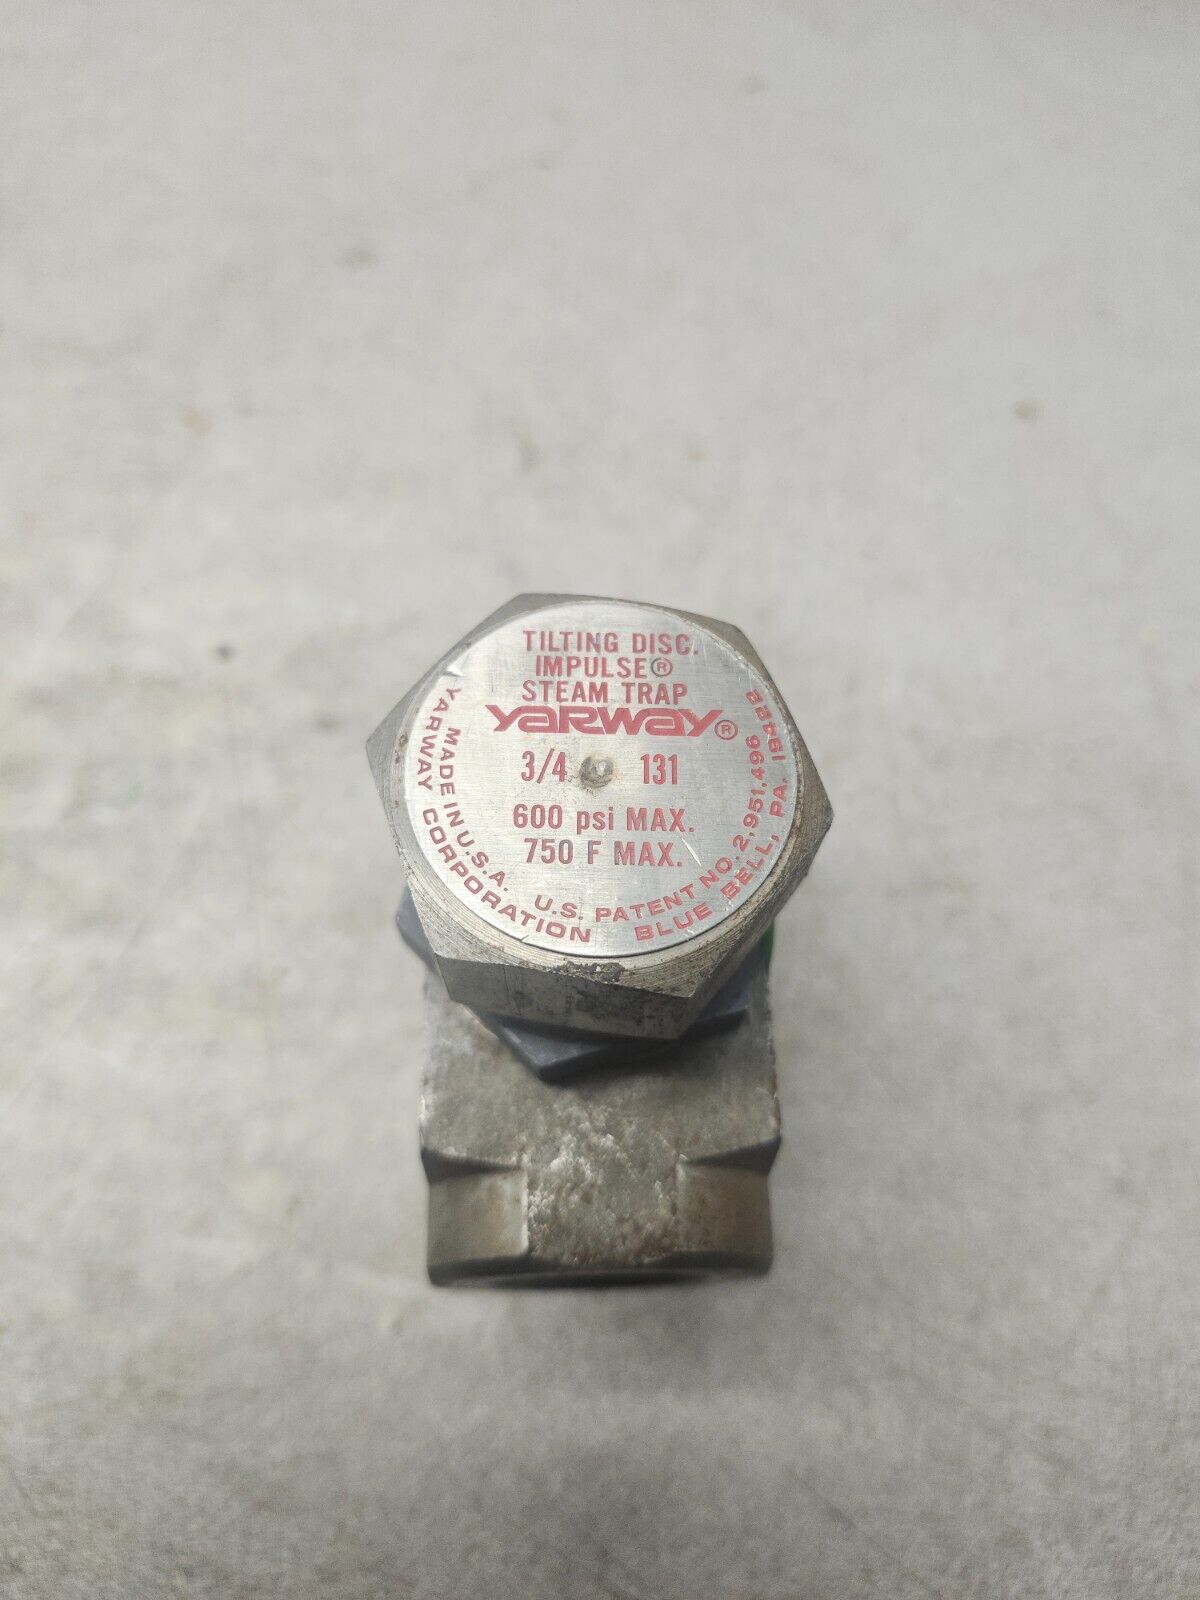 TILTING DISC.
IMPULSE®
STEAM TRAP
YARWAY®
3/4 131
600 psi MAX.
750 F MAX.
MADE IN U.S.A. U.S. PATENT NO. 2,951,496
YARWAY CORPORATION BLUE BELL, PA. 19422